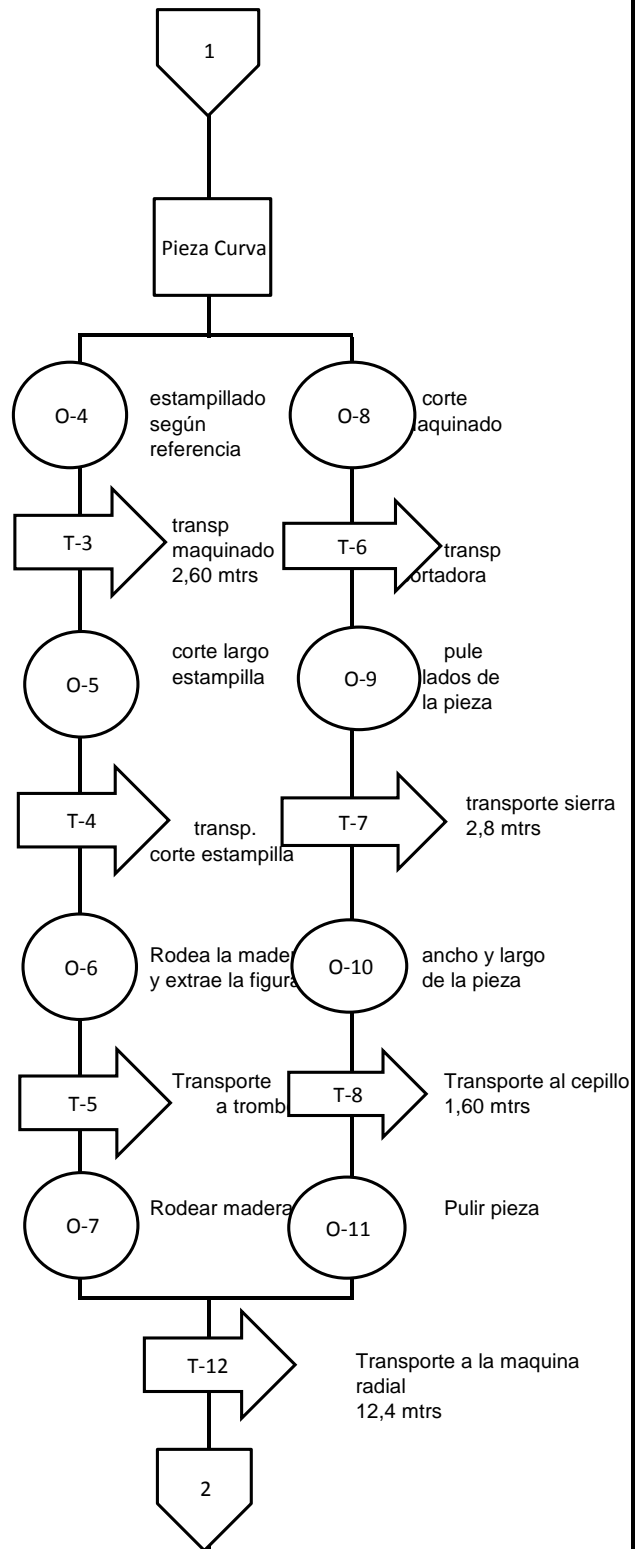 1
Pieza Curva
O-4
estampillado
según
referencia
O-8
corte
aquinado
T-3
transp
maquinado
2,60 mtrs
T-6
transp
ortadora
O-5
corte largo
estampilla
O-9
pule
lados de
la pieza
T-4
transp.
corte estampilla
T-7
transporte sierra
2,8 mtrs
O-6
Rodea la mader
y extrae la figura
O-10
ancho y largo
de la pieza
T-5
Transporte
a trombo
T-8
Transporte al cepillo
1,60 mtrs
O-7
Rodear madera
O-11
Pulir pieza
T-12
Transporte a la maquina
radial
12,4 mtrs
2